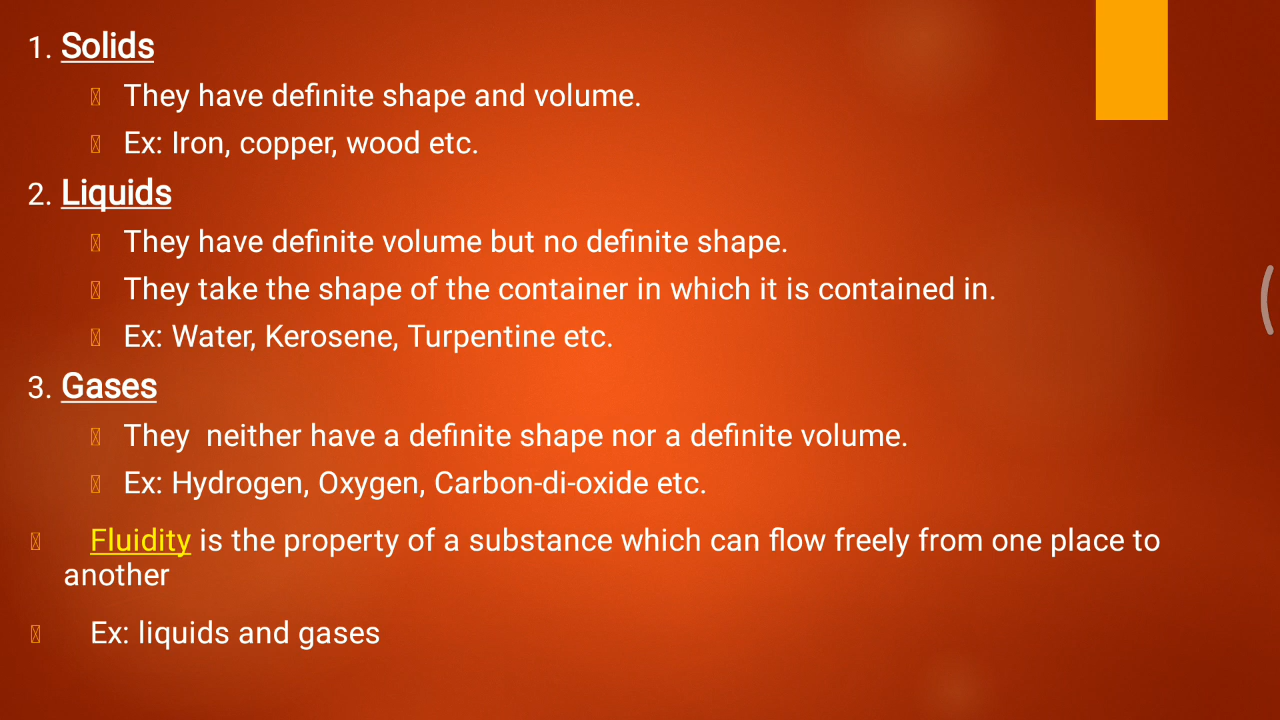 1. Solids
They have definite shape and volume.
Ex: Iron, copper, wood etc.
2. Liquids
They have definite volume but no definite shape.
They take the shape of the container in which it is contained in.
Ex: Water, Kerosene, Turpentine etc.
3. Gases
They  neither have a definite shape nor a definite volume.
Ex: Hydrogen, Oxygen, Carbon-di-oxide etc.
Fluidity is the property of a substance which can flow freely from one place to
another
Ex: liquids and gases